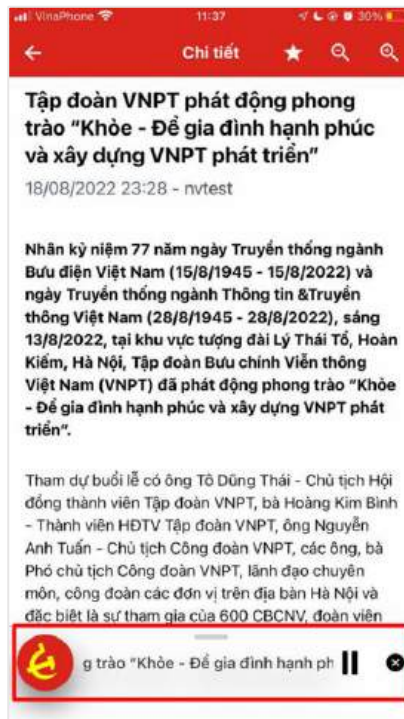 VinaPhone 11:37 30%
Chi tiết
Tập đoàn VNPT phát động phong
trào “Khỏe - Để gia đình hạnh phúc
và xây dựng VNPT phát triển”
18/08/2022 23:28 - nvtest
Nhân kỷ niệm 77 năm ngày Truyền thống ngành
Bưu điện Việt Nam (15/8/1945 - 15/8/2022) và
ngày Truyền thống ngành Thông tin &Truyền
thông Việt Nam (28/8/1945 - 28/8/2022), sáng
13/8/2022, tại khu vực tượng đài Lý Thái Tổ, Hoàn
Kiếm, Hà Nội, Tập đoàn Bưu chính Viễn thông
Việt Nam (VNPT) đã phát động phong trào “Khỏe
- Để gia đình hạnh phúc và xây dựng VNPT phát
triển”.
Tham dự buổi lễ có ông Tô Dũng Thái - Chủ tịch Hội
đồng thành viên Tập đoàn VNPT, bà Hoàng Kim Bình
- Thành viên HĐTV Tập đoàn VNPT, ông Nguyễn
Anh Tuấn - Chủ tịch Công đoàn VNPT, các ông, bà
Phó chủ tịch Công đoàn VNPT, lãnh đạo chuyên
môn, công đoàn các đơn vị trên địa bàn Hà Nội và
đặc biệt là sự tham gia của 600 CBCNV, đoàn viên
g trào “Khỏe - Để gia đình hạnh ph